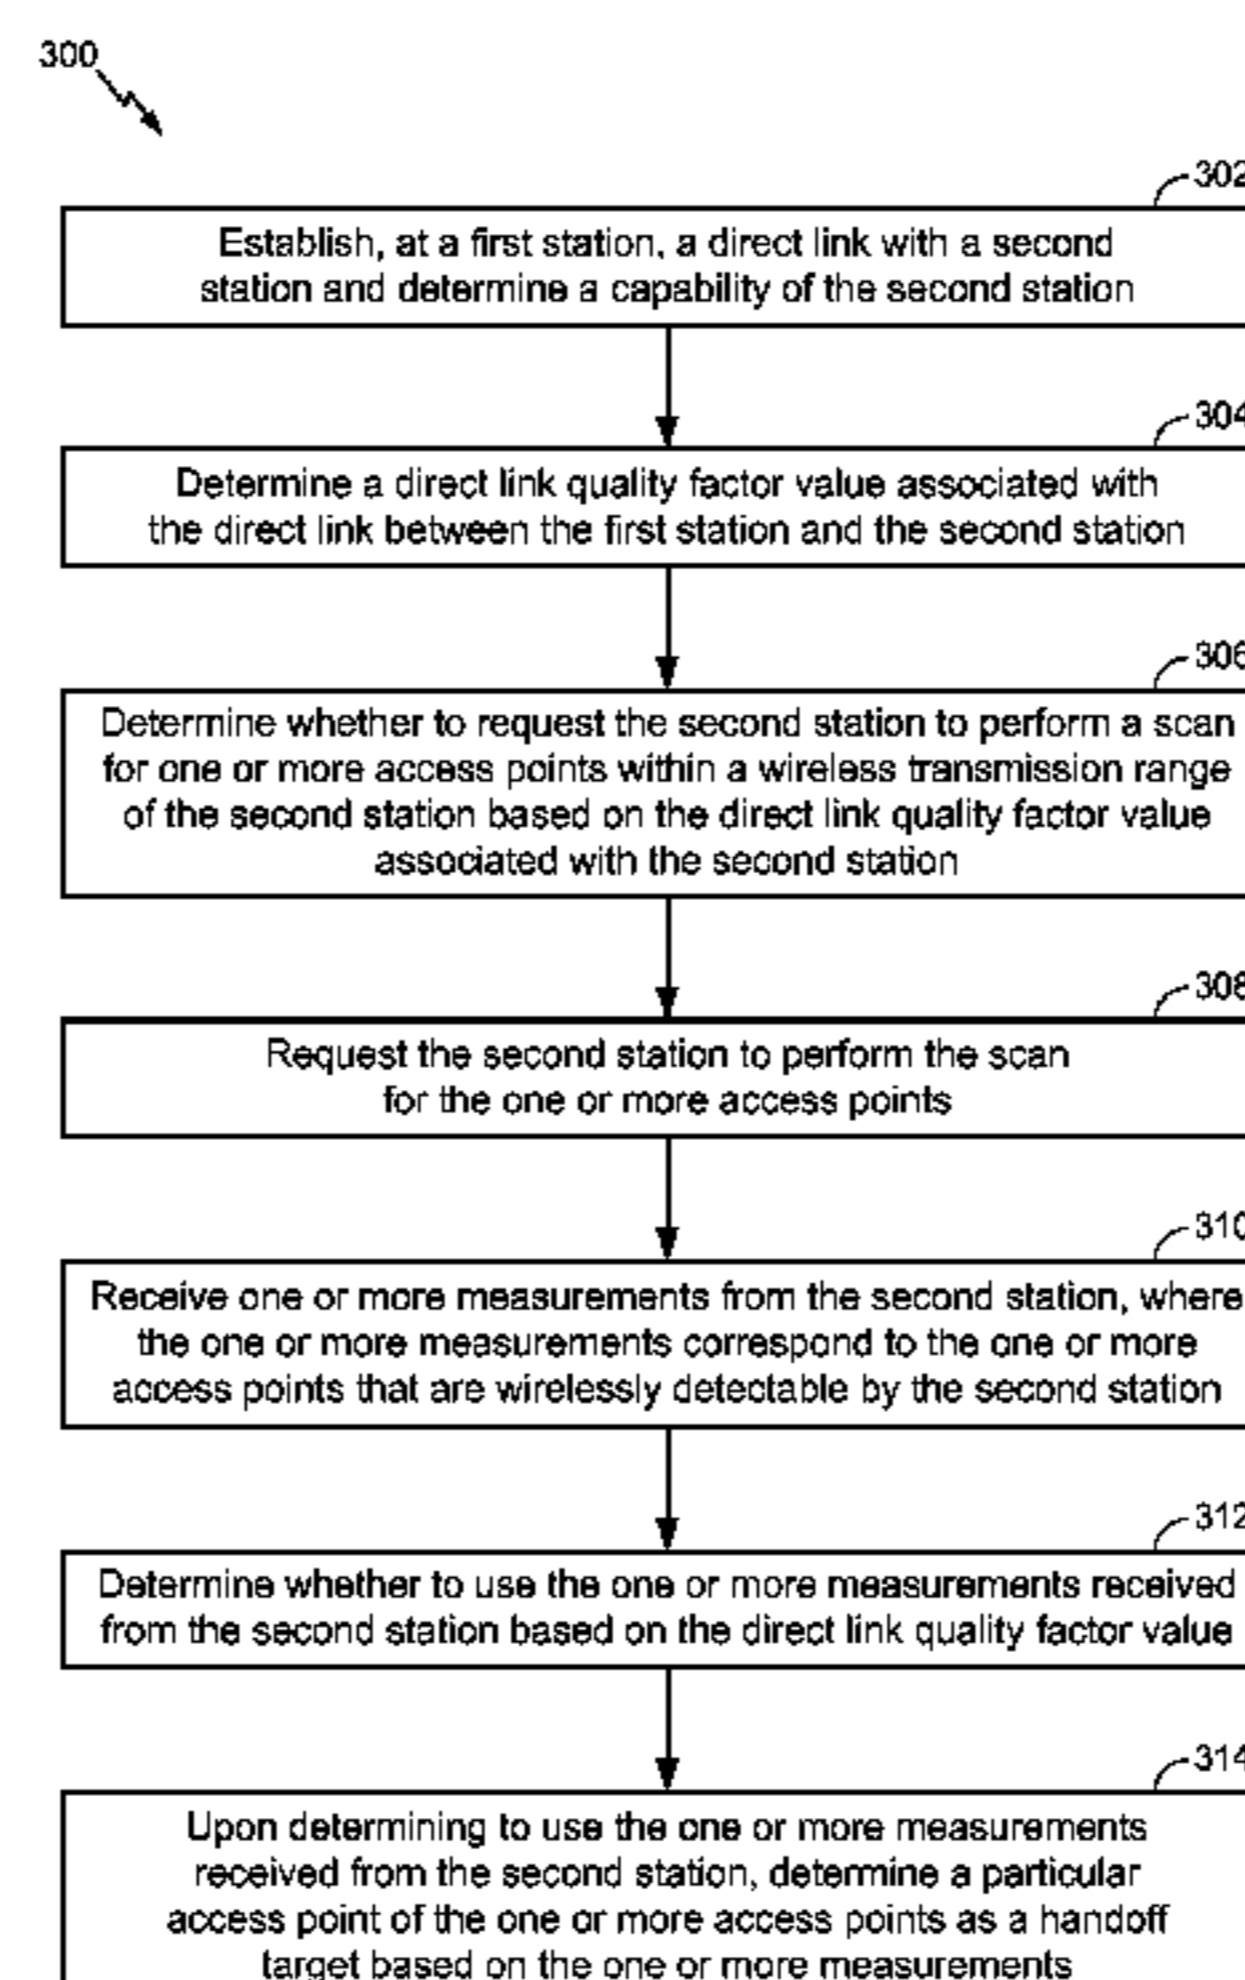 300
302
Establish, at a first station, a direct link with a second
station and determine a capability of the second station
304
Determine a direct link quality factor value associated with
the direct link between the first station and the second station
306
Determine whether to request the second station to perform a scan
for one or more access points within a wireless transmission range
of the second station based on the direct link quality factor value
associated with the second station
308
Request the second station to perform the scan
for the one or more access points
310
Receive one or more measurements from the second station, where
the one or more measurements correspond to the one or more
access points that are wirelessly detectable by the second station
312
Determine whether to use the one or more measurements received
from the second station based on the direct link quality factor value
314
Upon determining to use the one or more measurements
received from the second station, determine a particular
access point of the one or more access points as a handoff
target based on the one or more measurements